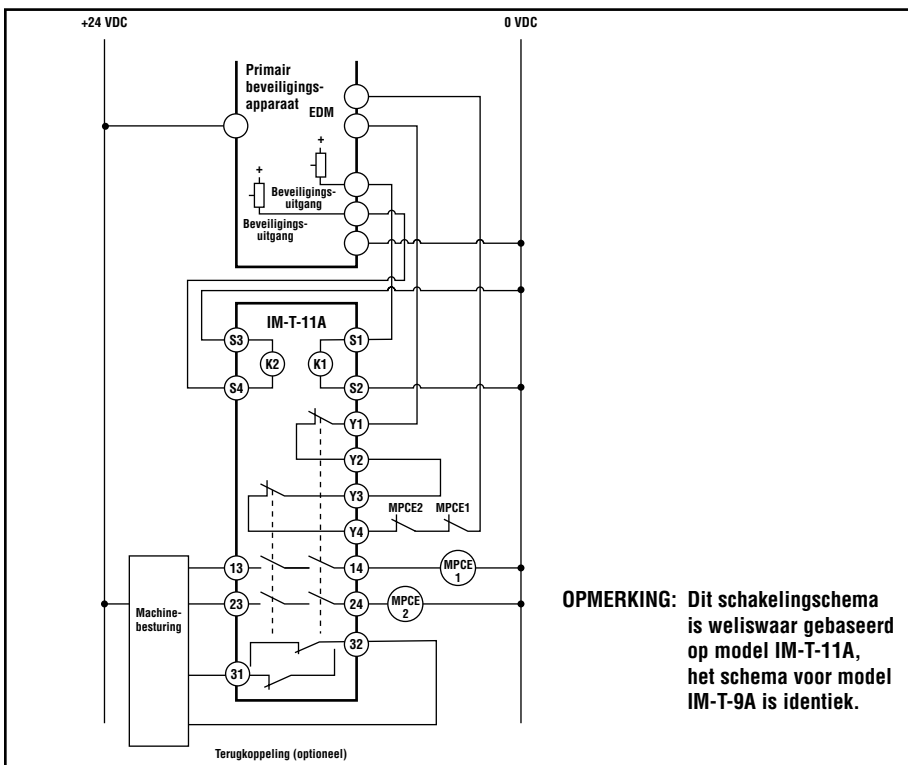 +24 VDC
0 VDC
Primair
beveiligings-
apparaat
EDM
+
+
Beveiligings-
uitgang
Beveiligings-
uitgang
IM-T-11A
S3
S1
K2
K1
S4
S2
Y1
Y2
Y3
MPCE2
MPCE1
Y4
13
14
MPCE
1
Machine-
besturing
23
24
MPCE
2
32
31
Terugkoppeling (optioneel)
OPMERKING: Dit schakelingschema
is weliswaar gebaseerd
op model IM-T-11A,
het schema voor model
IM-T-9A is identiek.